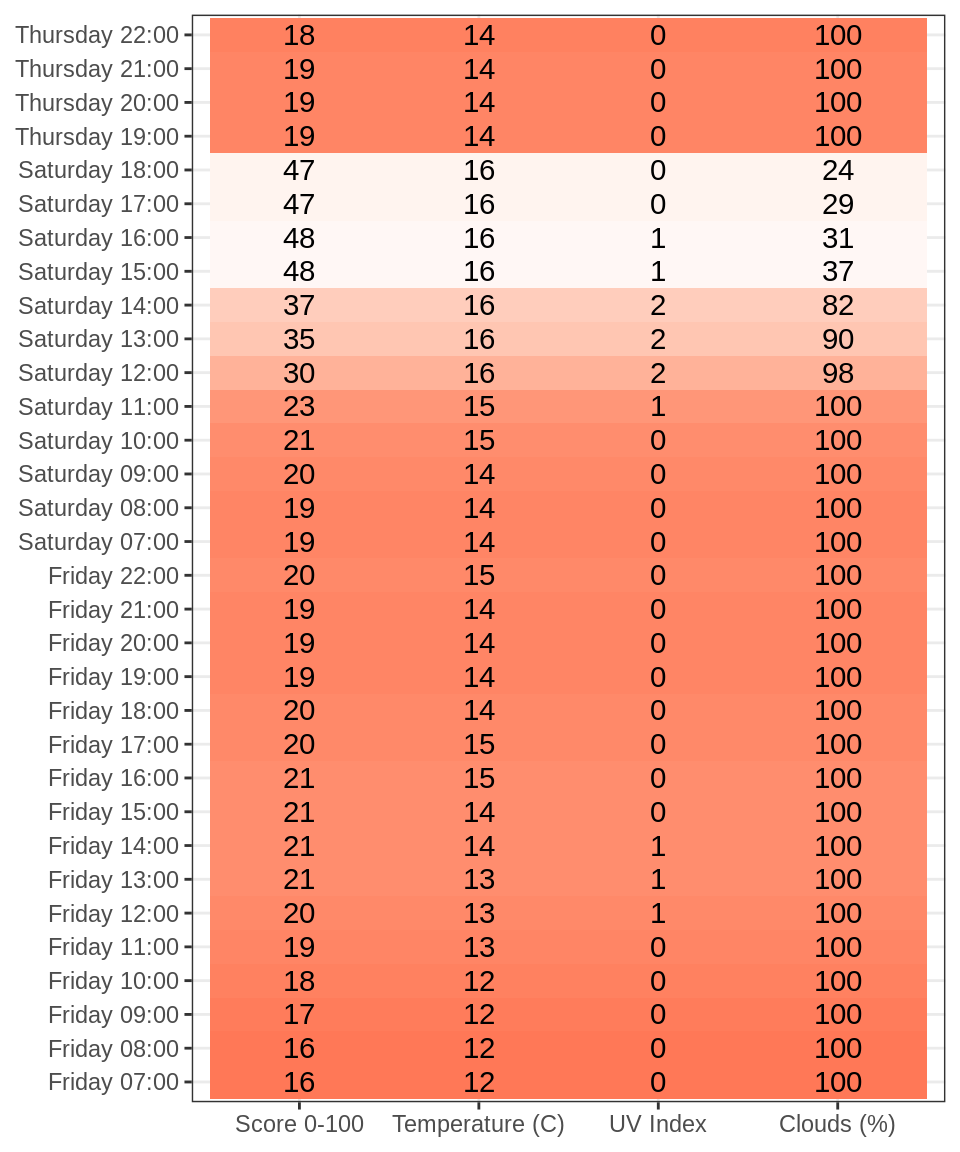 Thursday 22:00 18 14 0 100
Thursday 21:00 19 14 0 100
Thursday 20:00 19 14 0 100
Thursday 19:00 19 14 0 100
Saturday 18:00 47 16 0 24
Saturday 17:00 47 16 0 29
Saturday 16:00 48 16 1 31
Saturday 15:00 48 16 1 37
Saturday 14:00 37 16 2 82
Saturday 13:00 35 16 2 90
Saturday 12:00 30 16 2 98
Saturday 11:00 23 15 1 100
Saturday 10:00 21 15 0 100
Saturday 09:00 20 14 0 100
Saturday 08:00 19 14 0 100
Saturday 07:00 19 14 0 100
Friday 22:00 20 15 0 100
Friday 21:00 19 14 0 100
Friday 20:00 19 14 0 100
Friday 19:00 19 14 0 100
Friday 18:00 20 14 0 100
Friday 17:00 20 15 0 100
Friday 16:00 21 15 0 100
Friday 15:00 21 14 0 100
Friday 14:00 21 14 1 100
Friday 13:00 21 13 1 100
Friday 12:00 20 13 1 100
Friday 11:00 19 13 0 100
Friday 10:00 18 12 0 100
Friday 09:00 17 12 0 100
Friday 08:00 16 12 0 100
Friday 07:00 16 12 0 100
Score 0-100 Temperature (C) UV Index Clouds (%)